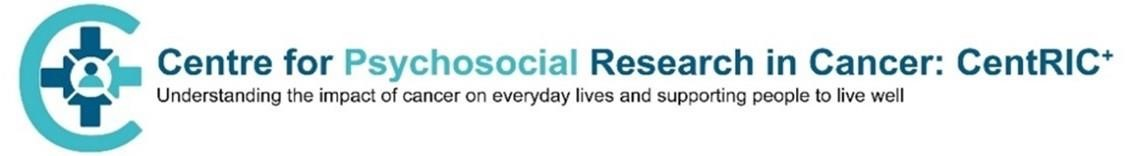 Centre for Psychosocial Research in Cancer: CentRIC+
Understanding the impact of cancer on everyday lives and supporting people to live well